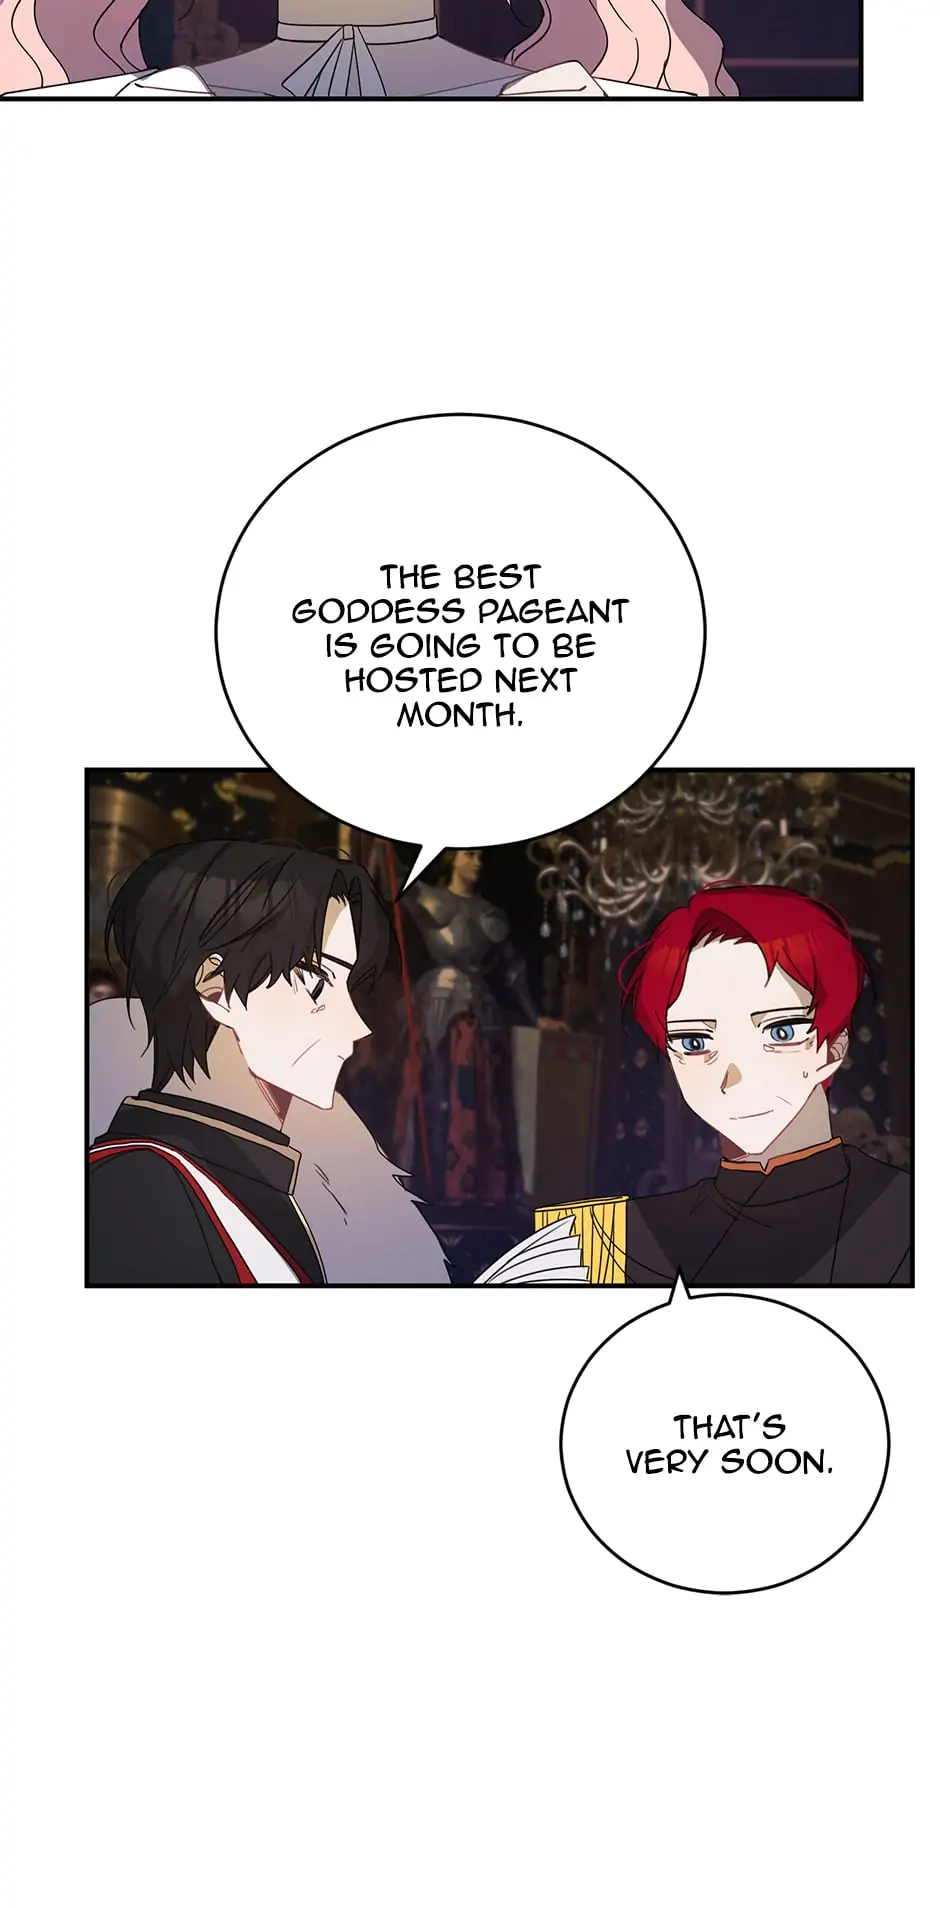 THE BEST
GODDESS PAGEANT
IS GOING TO BE
HOSTED NEXT
MONTH.
THAT'S
VERY SOON.